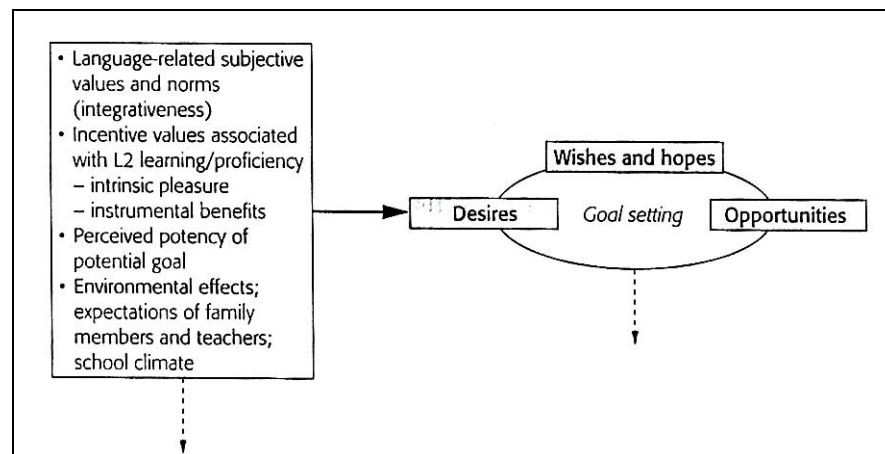 • Language-related subjective
values and norms
(integrativeness)
• Incentive values associated
with L2 learning/proficiency
– intrinsic pleasure
– instrumental benefits
• Perceived potency of
potential goal
• Environmental effects;
expectations of family
members and teachers;
school climate
Wishes and hopes
Desires
Goal setting
Opportunities